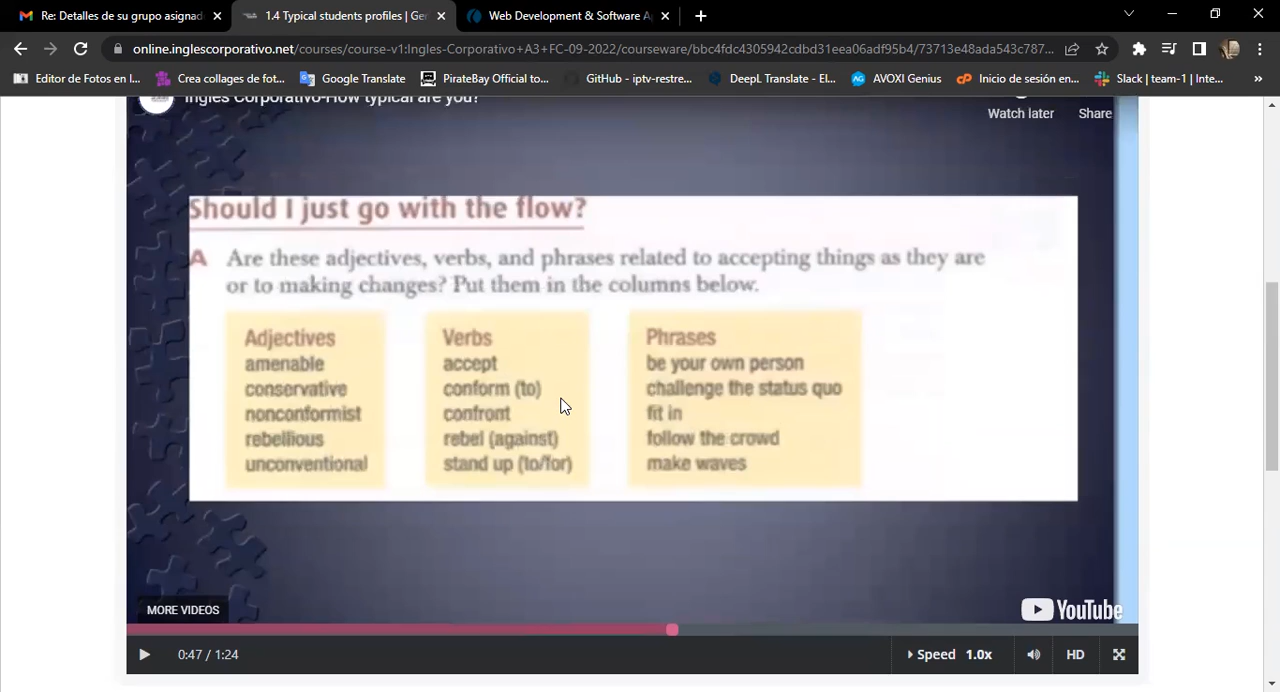 Re: Detalles de su grupo asignad
1.4 Typical students profiles | Ge
Web Development & Software A
online.inglescorporativo.net/courses/course-v1:Ingles-Corporativo+A3+FC-09-2022/courseware/bbc4fdc4305942cdbd31eea06adf95b4/73713e48ada543c787...
Editor de Fotos en l...
Crea collages de fot...
Google Translate
PirateBay Official to...
GitHub - iptv-restre...
DeepL Translate - El...
AVOXI Genius
Inicio de sesión en...
Slack | team-1 | Inte...
»
Ingles Corporativo-How typical are you?
Watch later
Share
Should I just go with the flow?
A Are these adjectives, verbs, and phrases related to accepting things as they are
or to making changes? Put them in the columns below.
Adjectives
amenable
conservative
nonconformist
rebellious
unconventional
Verbs
accept
conform (to)
confront
rebel (against)
stand up (to/for)
Phrases
be your own person
challenge the status quo
fit in
follow the crowd
make waves
MORE VIDEOS
YouTube
0:47 / 1:24
Speed 1.0x
HD